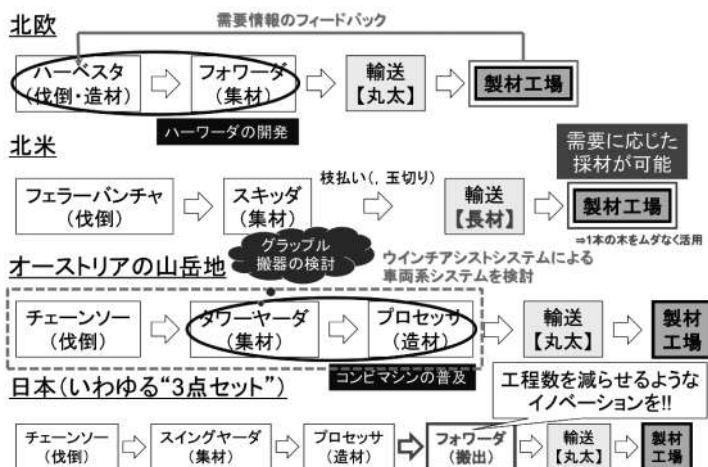 北欧
需要情報のフィードバック
ハーベスタ
(伐倒・造材)
フォワーダ
(集材)
輸送
【丸太】
製材工場
ハーワーダの開発
北米
需要に応じた
採材が可能
フェラーバンチャ
(伐倒)
スキッダ
(集材)
枝払い(, 玉切り)
輸送
【長材】
製材工場
⇒1本の木をムダなく活用
グラップル
搬器の検討
オーストリアの山岳地
ウインチアシストシステムによる
車両系システムを検討
チェーンソー
(伐倒)
タワーヤーダ
(集材)
プロセッサ
(造材)
輸送
【丸太】
製材
工場
コンビマシンの普及
日本(いわゆる“3点セット”)
工程数を減らせるような
イノベーションを!!
チェーンソー
(伐倒)
スイングヤーダ
(集材)
プロセッサ
(造材)
フォワーダ
(搬出)
輸送
【丸太】
製材
工場